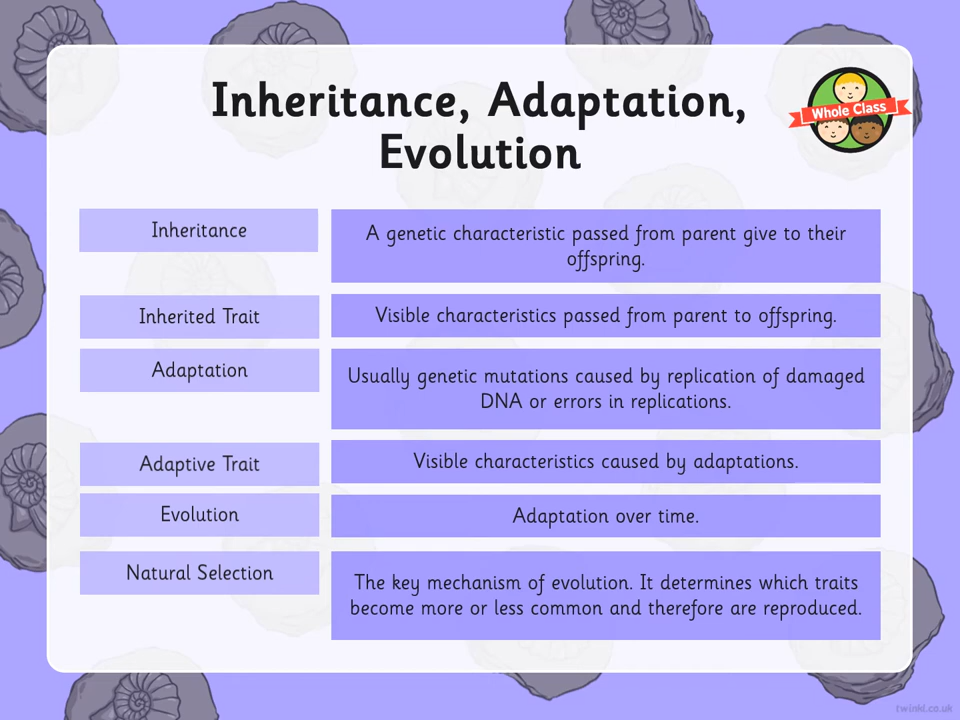 Inheritance, Adaptation,
Evolution
Whole Class
Inheritance
A genetic characteristic passed from parent give to their
offspring.
Inherited Trait
Visible characteristics passed from parent to offspring.
Adaptation
Usually genetic mutations caused by replication of damaged
DNA or errors in replications.
Adaptive Trait
Visible characteristics caused by adaptations.
Evolution
Adaptation over time.
Natural Selection
The key mechanism of evolution. It determines which traits
become more or less common and therefore are reproduced.
twinkl.co.uk